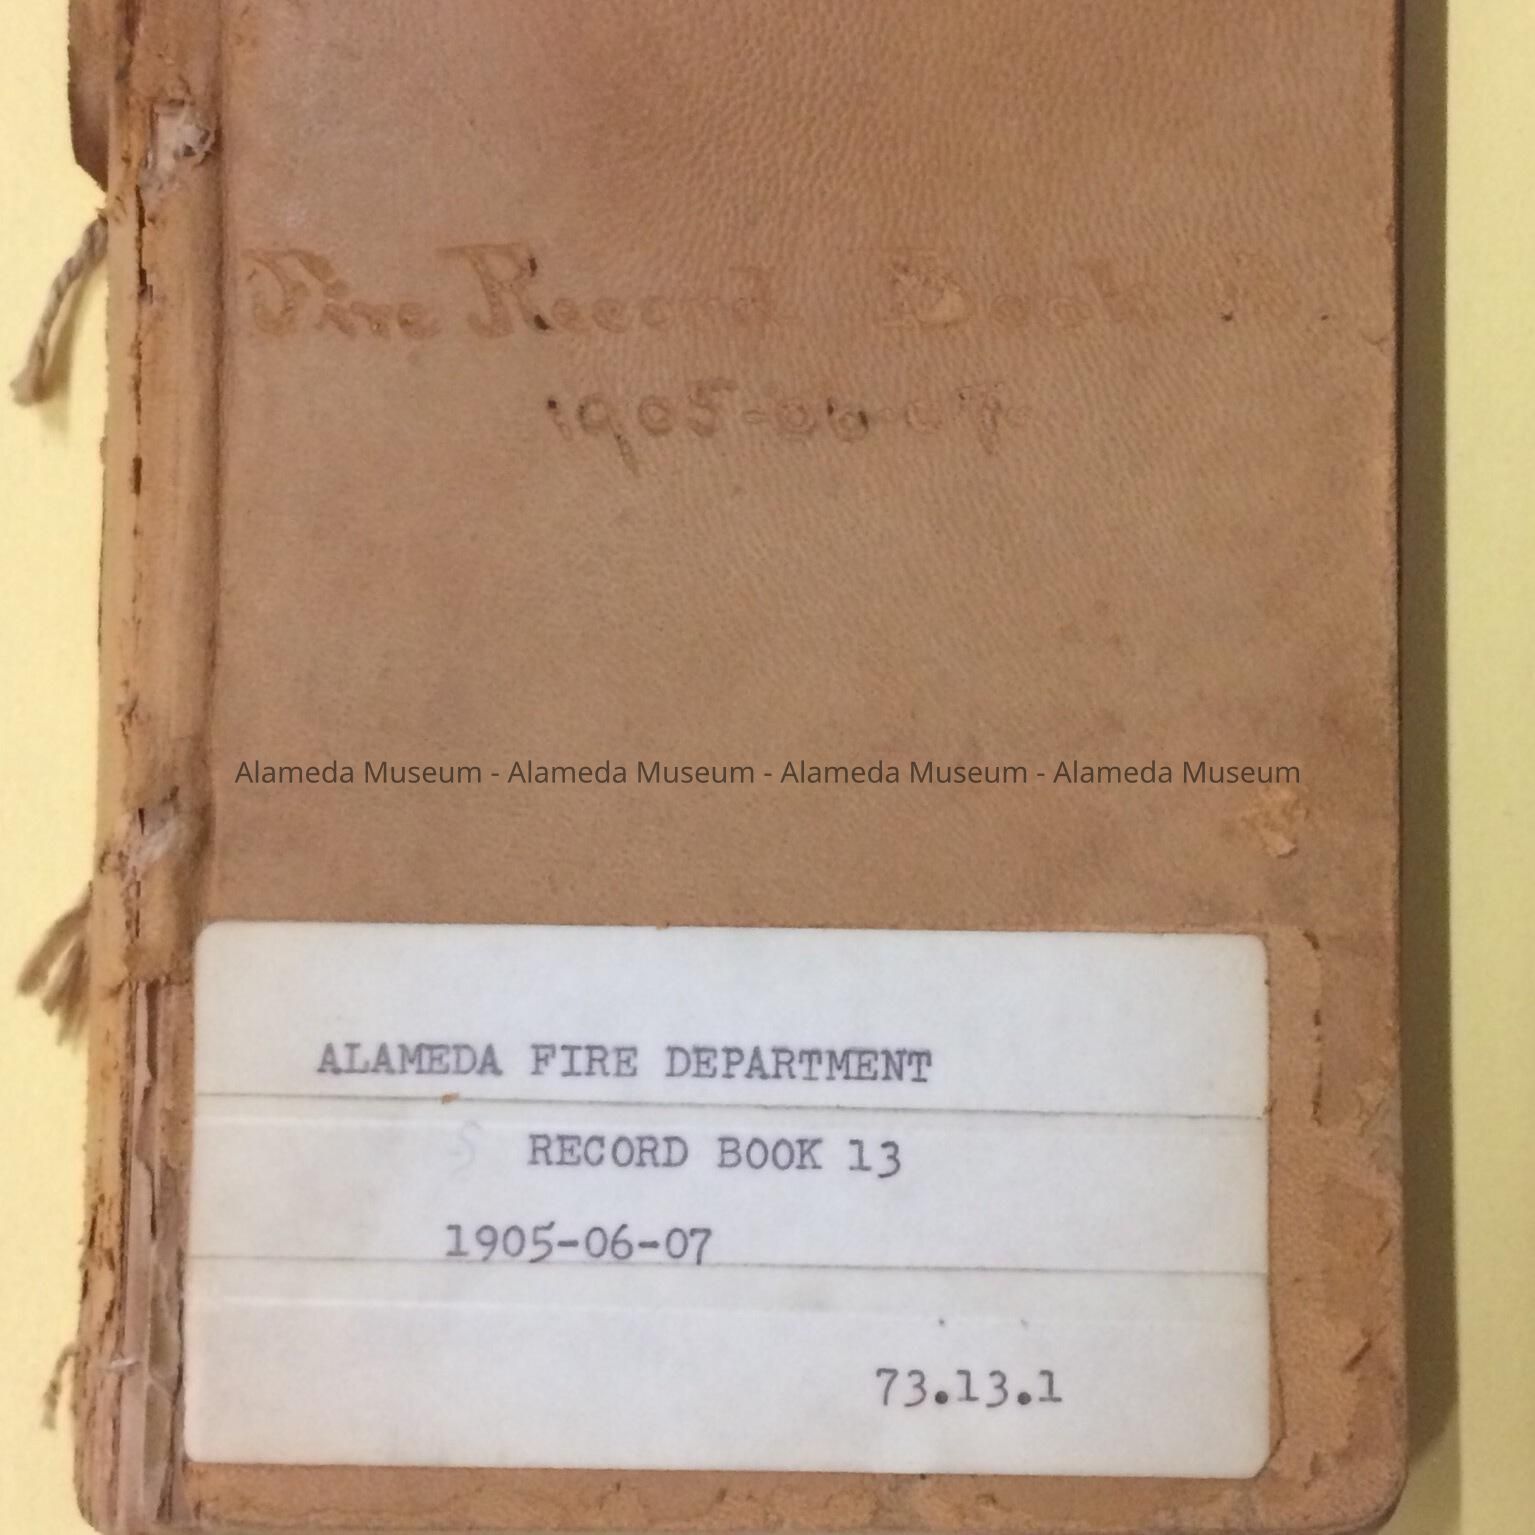 Fire Record Book
1905-06-07
Alameda Museum - Alameda Museum - Alameda Museum - Alameda Museum
ALAMEDA FIRE DEPARTMENT
RECORD BOOK 13
1905-06-07
73.13.1